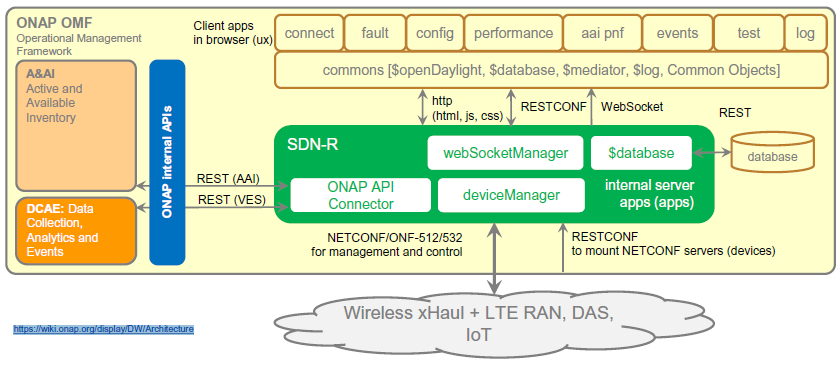 ONAP OMF
Operational Management
Framework
Client apps
in browser (ux)
connect
fault
config
performance
aai pnf
events
test
log
commons [$openDaylight, $database, $mediator, $log, Common Objects]
A&AI
Active and
Available
Inventory
ONAP internal APIs
http
(html, js, css)
RESTCONF
WebSocket
REST
SDN-R
webSocketManager
$database
database
REST (AAI)
REST (VES)
ONAP API
Connector
deviceManager
internal server
apps (apps)
DCAE: Data
Collection,
Analytics and
Events
NETCONF/ONF-512/532
for management and control
RESTCONF
to mount NETCONF servers (devices)
Wireless xHaul + LTE RAN, DAS,
IoT
https://wiki.onap.org/display/DW/Architecture